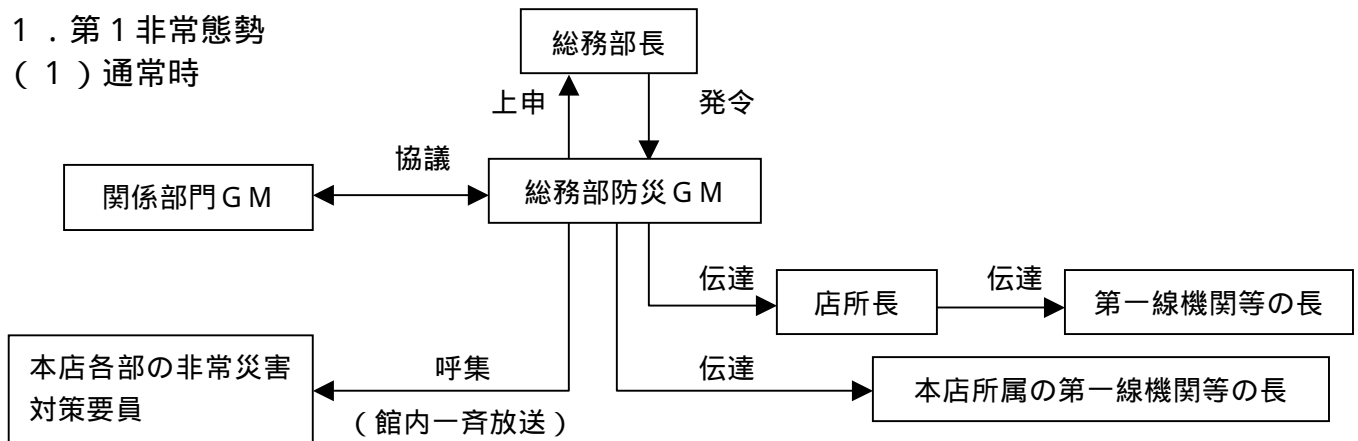 １．第１非常態勢
（１）通常時
総務部長
上申
発令
協議
関係部門ＧＭ
総務部防災ＧＭ
伝達
店所長
伝達
第一線機関等の長
本店各部の非常災害
対策要員
呼集
（館内一斉放送）
伝達
本店所属の第一線機関等の長